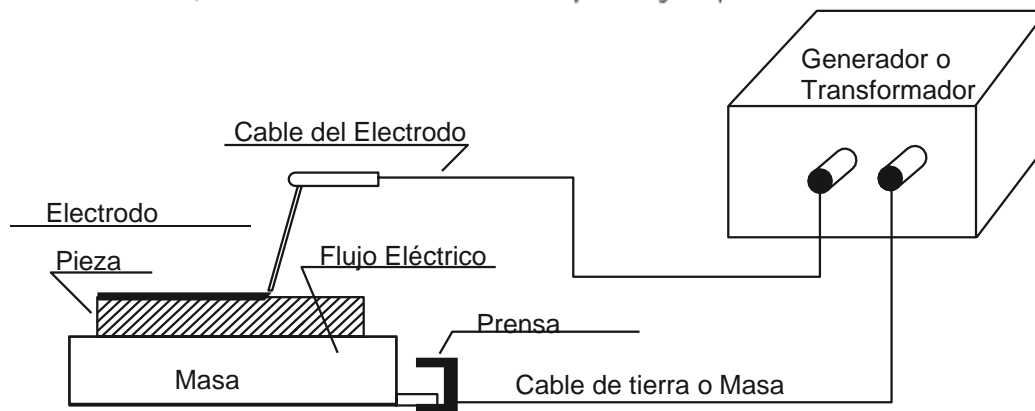 Generador o
Transformador
Cable del Electrodo
Electrodo
Pieza
Flujo Eléctrico
Prensa
Masa
Cable de tierra o Masa